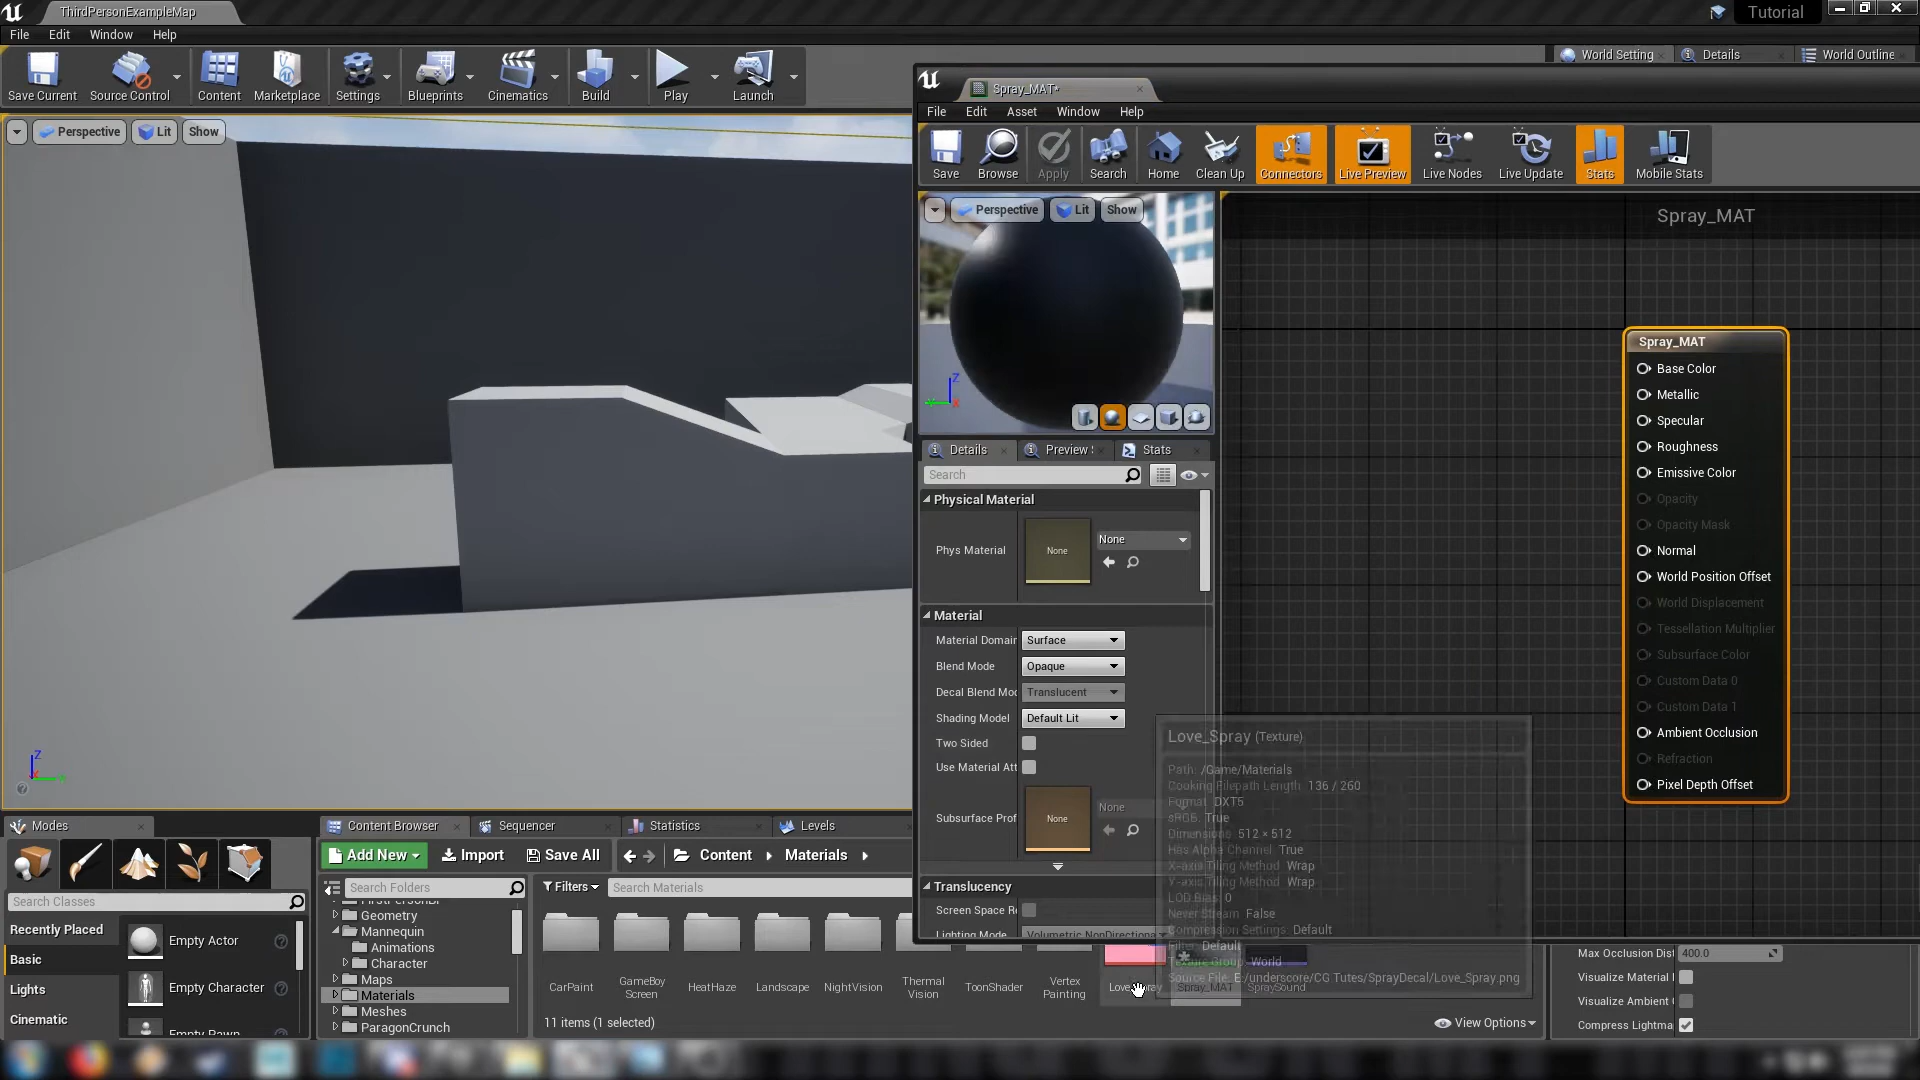 ThirdPersonExampleMap
Tutorial
File Edit Window Help
Save Current Source Control Content Marketplace Settings Blueprints Cinematics Build Play Launch
World Setting Details World Outline
Perspective Lit Show
Spray_MAT*
File Edit Asset Window Help
Save Browse Apply Search Home Clean Up Connectors Live Preview Live Nodes Live Update Stats Mobile Stats
Perspective Lit Show
Spray_MAT
Spray_MAT
Base Color
Metallic
Specular
Roughness
Emissive Color
Opacity
Opacity Mask
Normal
World Position Offset
World Displacement
Tessellation Multiplier
Subsurface Color
Custom Data 0
Custom Data 1
Ambient Occlusion
Refraction
Pixel Depth Offset
Details Preview Stats
Search
Physical Material
Phys Material None None
Material
Material Domain Surface
Blend Mode Opaque
Decal Blend Mod Translucent
Shading Model Default Lit
Two Sided
Use Material Att
Subsurface Prof None None
Translucency
Screen Space Re
Lighting Mode Volumetric NonDirectiona
Love_Spray (Texture)
Path: /Game/Materials
Cooking Filepath Length: 136 / 260
Format: DXT5
sRGB: True
Dimensions: 512 × 512
Has Alpha Channel: True
X-axis Tiling Method: Wrap
Y-axis Tiling Method: Wrap
LOD Bias: 0
Never Stream: False
Compression Settings: Default
Filter: Default
Texture Group: World
Source File: E:/underscore/CG Tutes/SprayDecal/Love_Spray.png
Modes
Search Classes
Recently Placed
Basic
Lights
Cinematic
Empty Actor
Empty Character
Empty Pawn
Content Browser Sequencer Statistics Levels
Add New Import Save All Content Materials
Search Folders
Filters Search Materials
Geometry
Mannequin
Animations
Character
Maps
Materials
Meshes
ParagonCrunch
CarPaint
GameBoy Screen
HeatHaze
Landscape
NightVision
Thermal Vision
ToonShader
Vertex Painting
Spray_MAT
SpraySound
11 items (1 selected)
View Options
Max Occlusion Dist 400.0
Visualize Material
Visualize Ambient
Compress Lightma